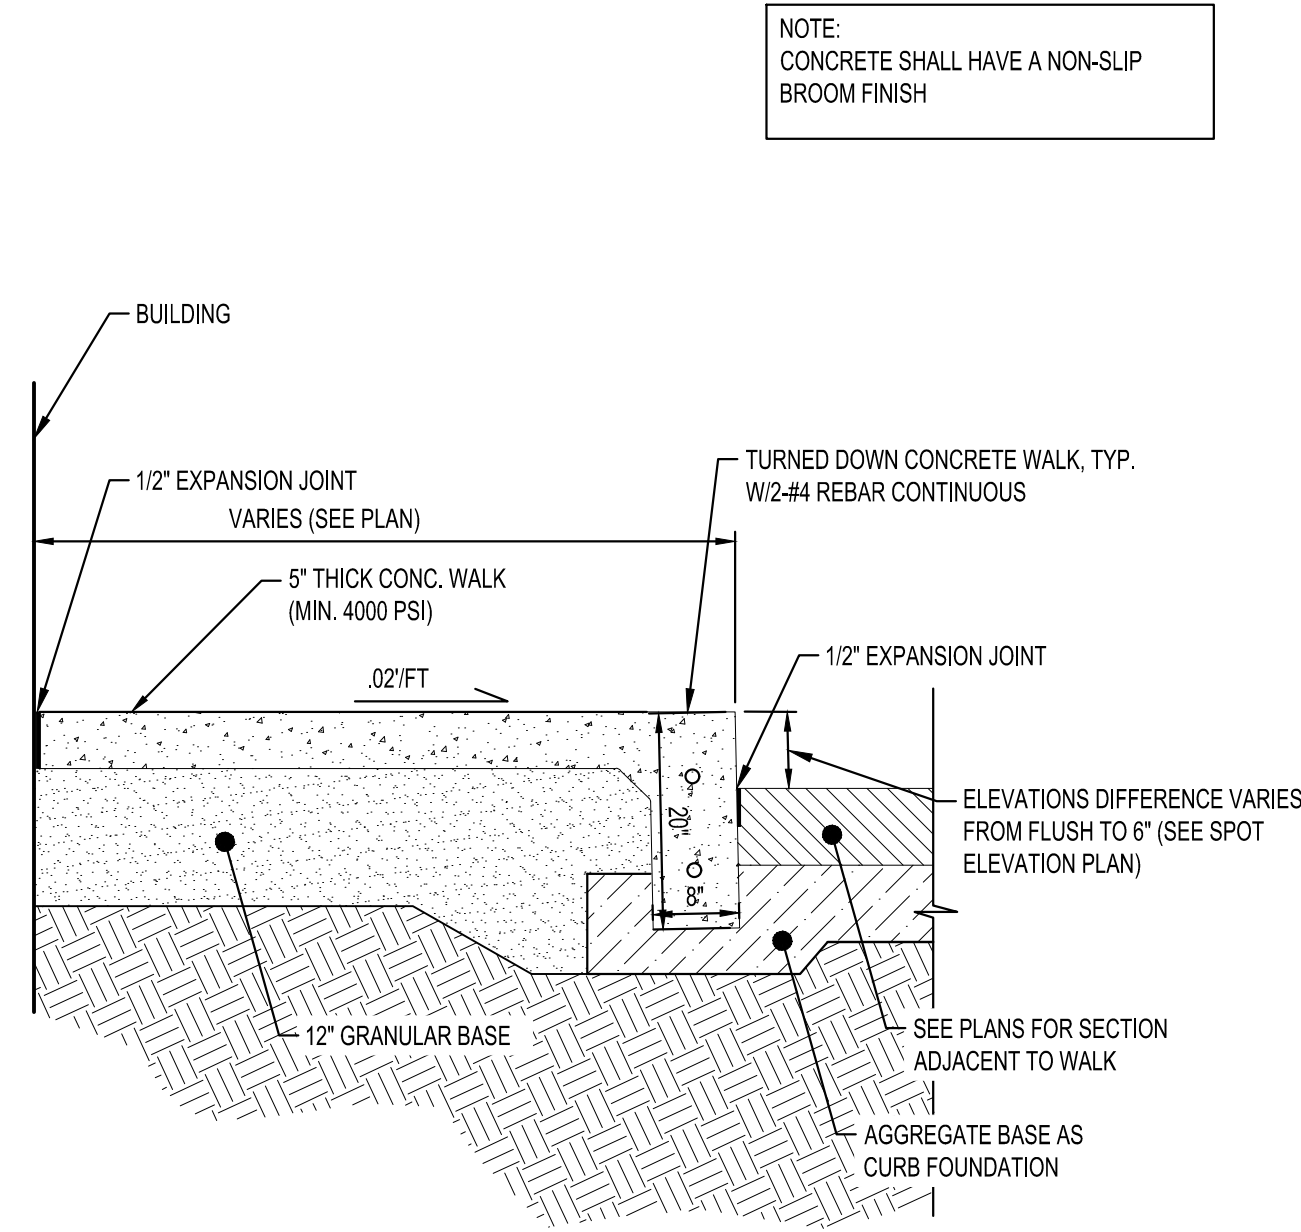 NOTE:
CONCRETE SHALL HAVE A NON-SLIP
BROOM FINISH
BUILDING
1/2" EXPANSION JOINT
VARIES (SEE PLAN)
TURNED DOWN CONCRETE WALK, TYP.
W/2-#4 REBAR CONTINUOUS
5" THICK CONC. WALK
(MIN. 4000 PSI)
.02'/FT
1/2" EXPANSION JOINT
20"
8"
ELEVATIONS DIFFERENCE VARIES
FROM FLUSH TO 6" (SEE SPOT
ELEVATION PLAN)
12" GRANULAR BASE
SEE PLANS FOR SECTION
ADJACENT TO WALK
AGGREGATE BASE AS
CURB FOUNDATION